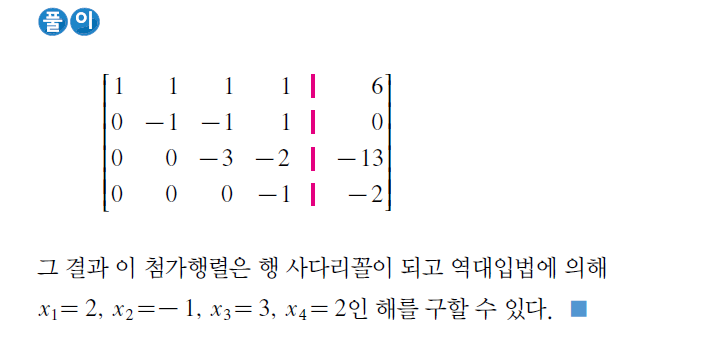 풀이
1 1 1 1 | 6
0 −1 −1 1 | 0
0 0 −3 −2 | −13
0 0 0 −1 | −2
그 결과 이 첨가행렬은 행 사다리꼴이 되고 역대입법에 의해
x₁= 2, x₂=− 1, x₃= 3, x₄= 2인 해를 구할 수 있다. ■